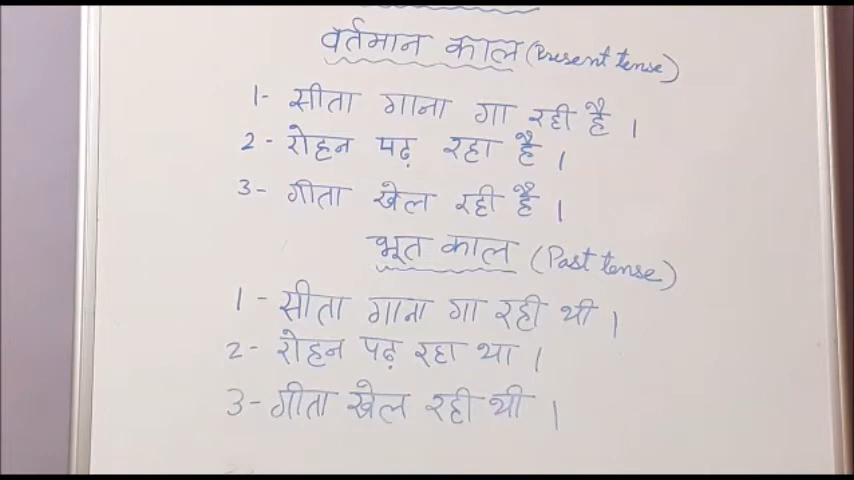 वर्तमान काल (Present tense)
1- सीता गाना गा रही है ।
2- रोहन पढ़ रहा है ।
3- गीता खेल रही है ।
भूत काल (Past tense)
1- सीता गाना गा रही थी ।
2- रोहन पढ़ रहा था ।
3- गीता खेल रही थी ।